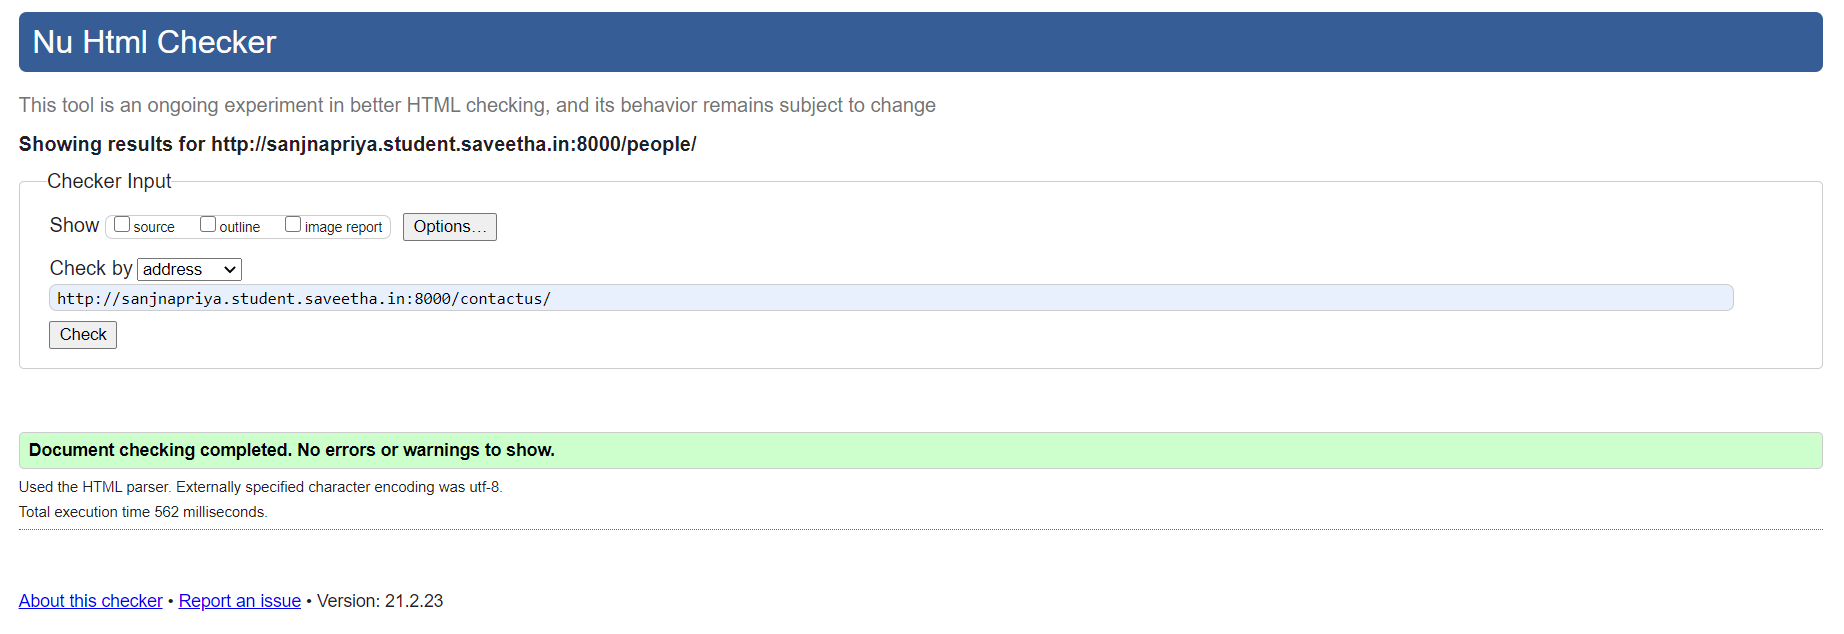 Nu Html Checker
This tool is an ongoing experiment in better HTML checking, and its behavior remains subject to change
Showing results for http://sanjnapriya.student.saveetha.in:8000/people/
Checker Input
Show source outline image report Options...
Check by address
http://sanjnapriya.student.saveetha.in:8000/contactus/
Check
Document checking completed. No errors or warnings to show.
Used the HTML parser. Externally specified character encoding was utf-8.
Total execution time 562 milliseconds.
About this checker • Report an issue • Version: 21.2.23